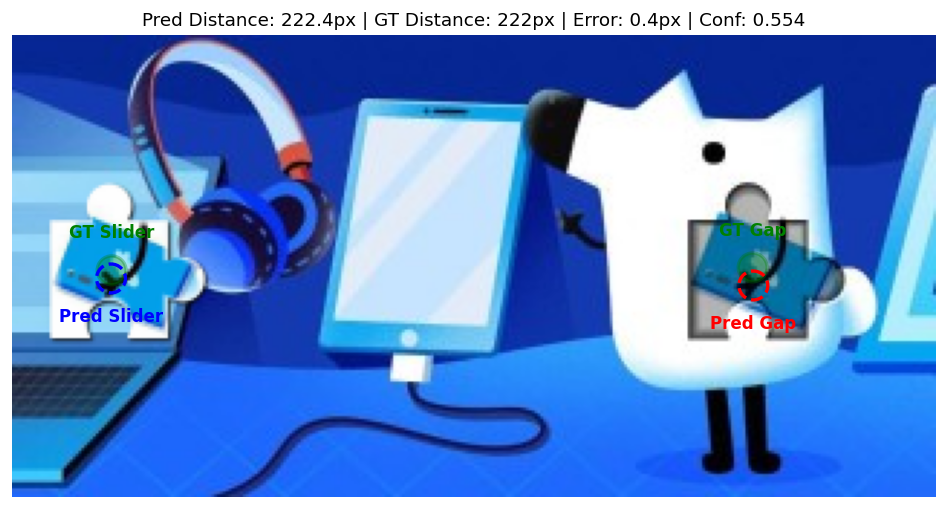 Pred Distance: 222.4px | GT Distance: 222px | Error: 0.4px | Conf: 0.554
GT Slider
GT Gap
Pred Slider
Pred Gap